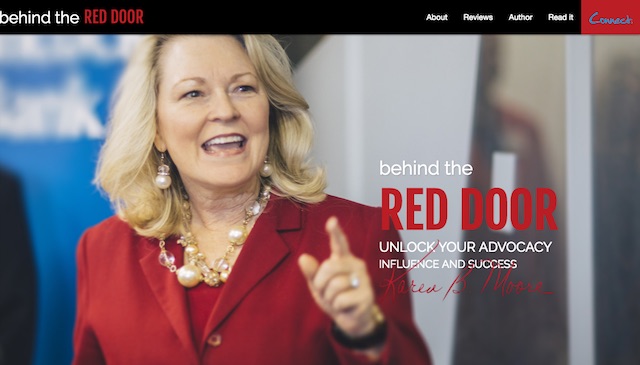 behind the RED DOOR
About Reviews Author Read it Connect
Bank
behind the
RED DOOR
UNLOCK YOUR ADVOCACY
INFLUENCE AND SUCCESS
Karen B. Moore